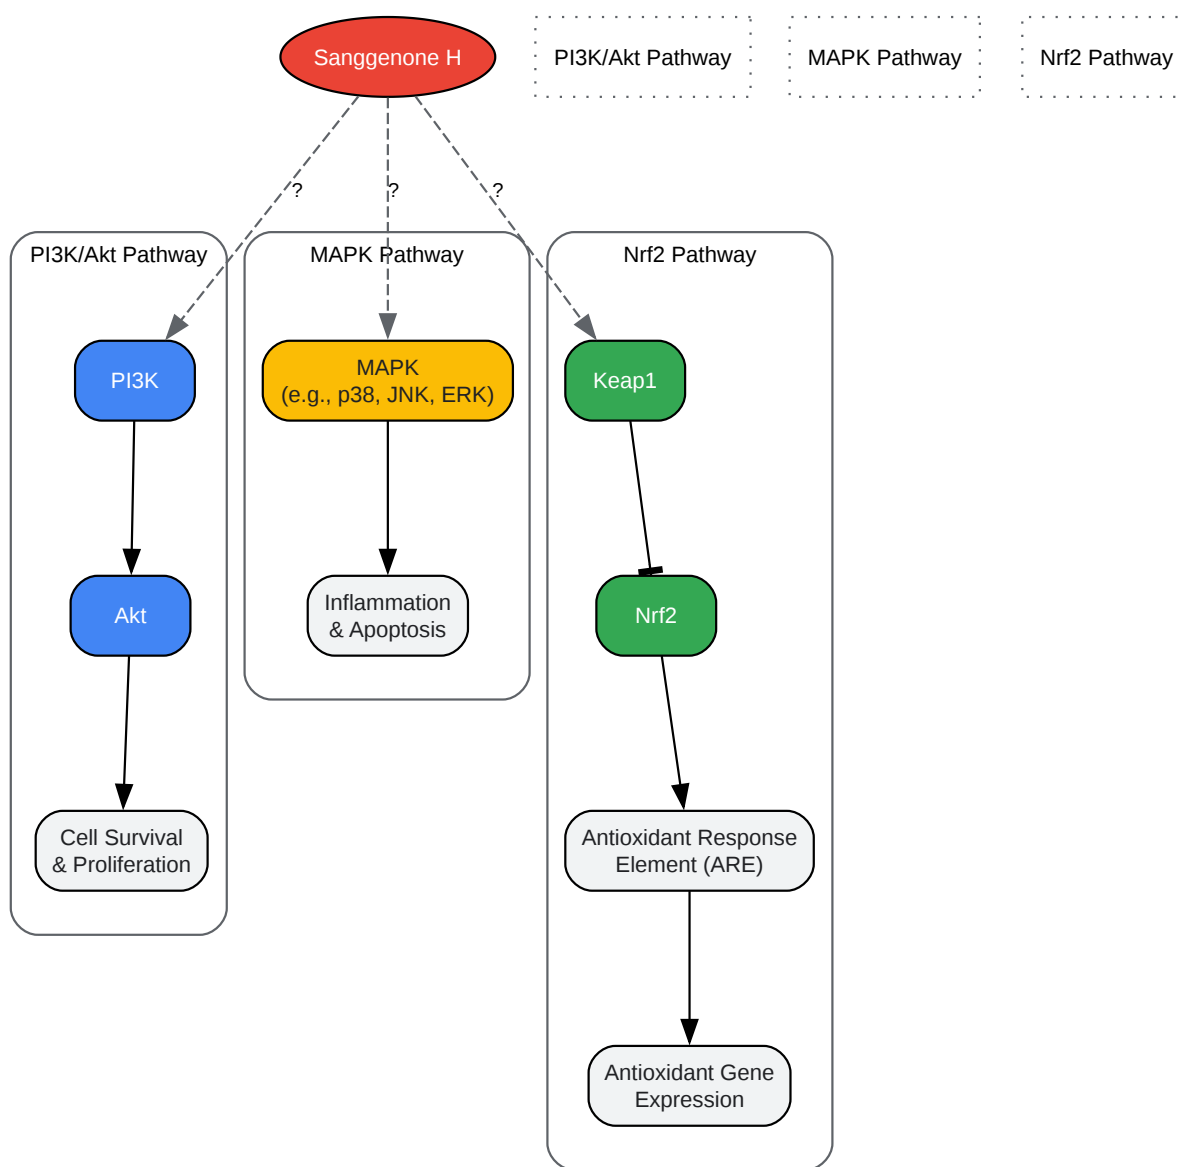 Sanggenone H
PI3K/Akt Pathway
MAPK Pathway
Nrf2 Pathway
?
?
?
PI3K/Akt Pathway
MAPK Pathway
Nrf2 Pathway
PI3K
MAPK
(e.g., p38, JNK, ERK)
Keap1
Akt
Inflammation
& Apoptosis
Nrf2
Cell Survival
& Proliferation
Antioxidant Response
Element (ARE)
Antioxidant Gene
Expression